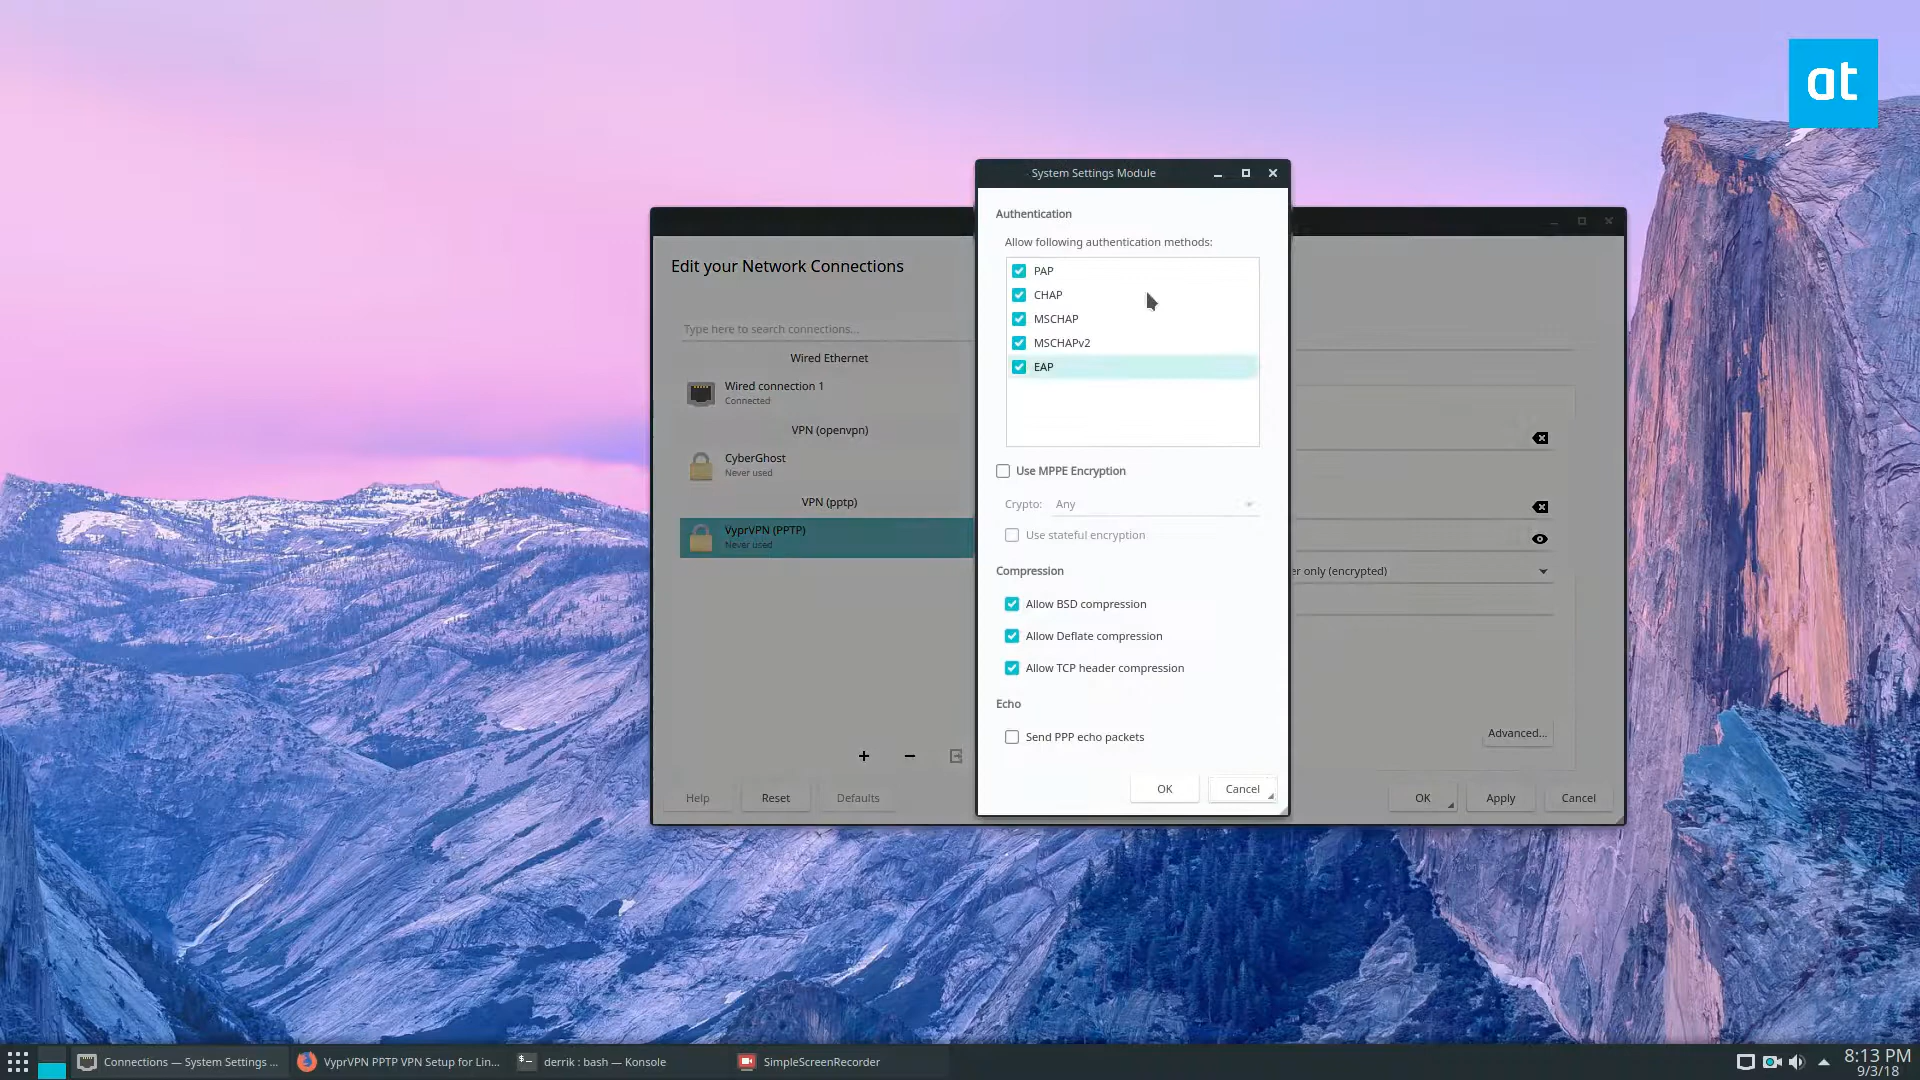 at
System Settings Module
Authentication
Allow following authentication methods:
PAP
CHAP
MSCHAP
MSCHAPv2
EAP
Use MPPE Encryption
Crypto: Any
Use stateful encryption
Compression
Allow BSD compression
Allow Deflate compression
Allow TCP header compression
Echo
Send PPP echo packets
OK Cancel
Edit your Network Connections
Type here to search connections...
Wired Ethernet
Wired connection 1
Connected
VPN (openvpn)
CyberGhost
Never used
VPN (pptp)
VyprVPN (PPTP)
Never used
er only (encrypted)
Advanced...
Help Reset Defaults OK Apply Cancel
Connections — System Settings ... VyprVPN PPTP VPN Setup for Lin... derrik : bash — Konsole SimpleScreenRecorder 8:13 PM
9/3/18